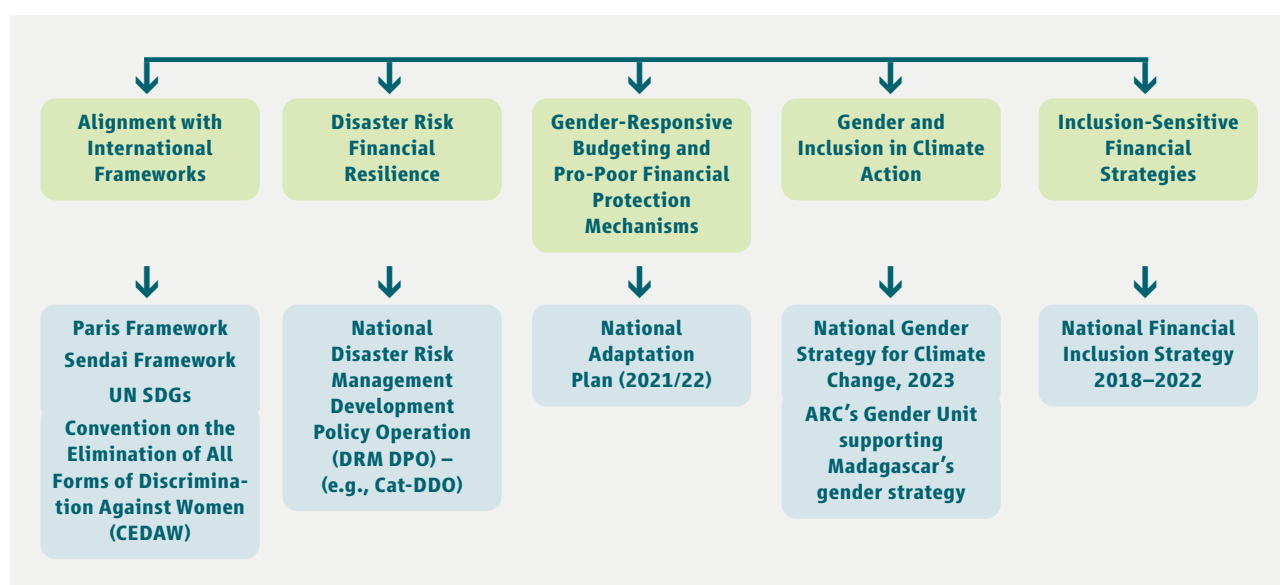 Alignment with
International
Frameworks
Disaster Risk
Financial
Resilience
Gender-Responsive
Budgeting and
Pro-Poor Financial
Protection
Mechanisms
Gender and
Inclusion in Climate
Action
Inclusion-Sensitive
Financial
Strategies
Paris Framework
Sendai Framework
UN SDGs
Convention on the
Elimination of All
Forms of Discrimina-
tion Against Women
(CEDAW)
National
Disaster Risk
Management
Development
Policy Operation
(DRM DPO) –
(e.g., Cat-DDO)
National
Adaptation
Plan (2021/22)
National Gender
Strategy for Climate
Change, 2023
ARC’s Gender Unit
supporting
Madagascar’s
gender strategy
National Financial
Inclusion Strategy
2018–2022